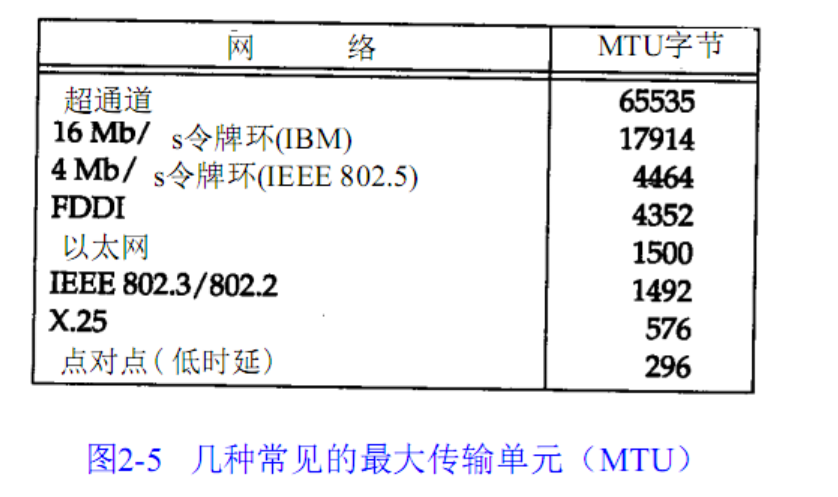 网 络 MTU字节
超通道 65535
16 Mb/ s令牌环(IBM) 17914
4 Mb/ s令牌环(IEEE 802.5) 4464
FDDI 4352
以太网 1500
IEEE 802.3/802.2 1492
X.25 576
点对点(低时延) 296
图2-5 几种常见的最大传输单元（MTU）